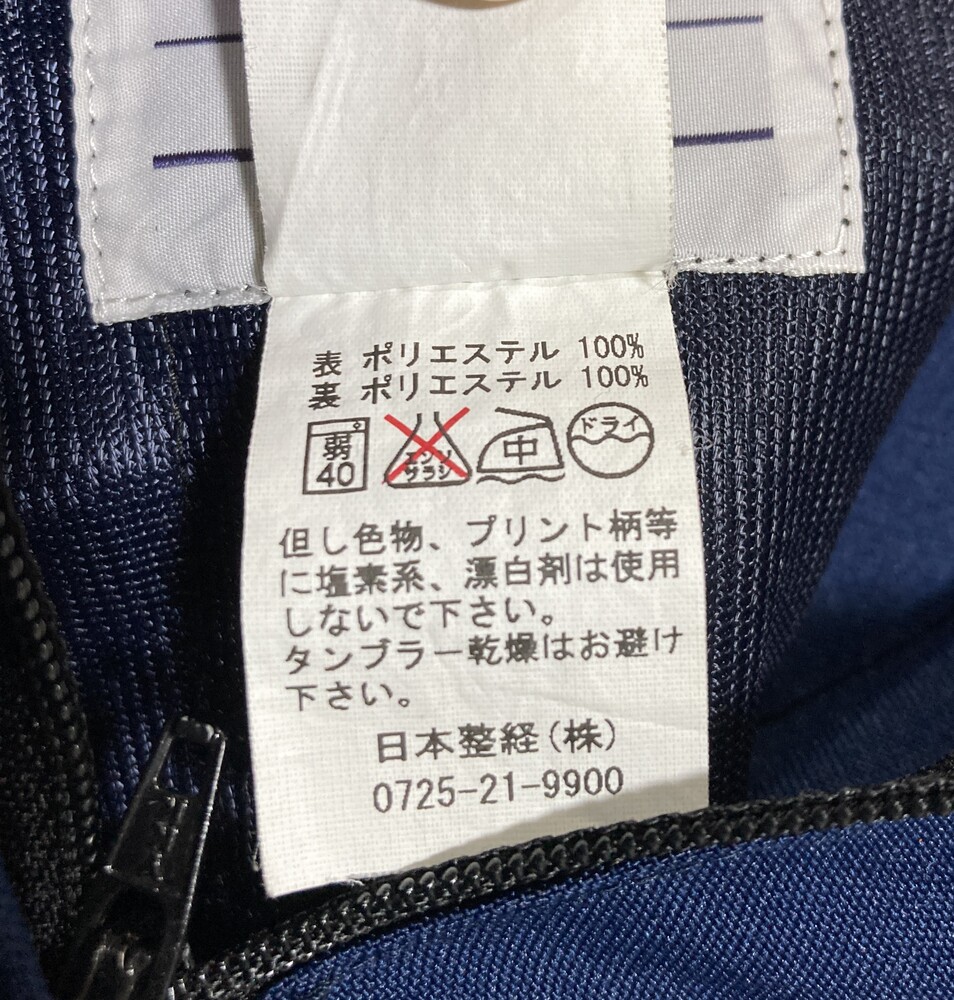 表 ポリエステル 100%
裏 ポリエステル 100%
弱
40
エンソ
サラシ
中
ドライ
但し色物、プリント柄等
に塩素系、漂白剤は使用
しないで下さい。
タンブラー乾燥はお避け
下さい。
日本整経(株)
0725-21-9900